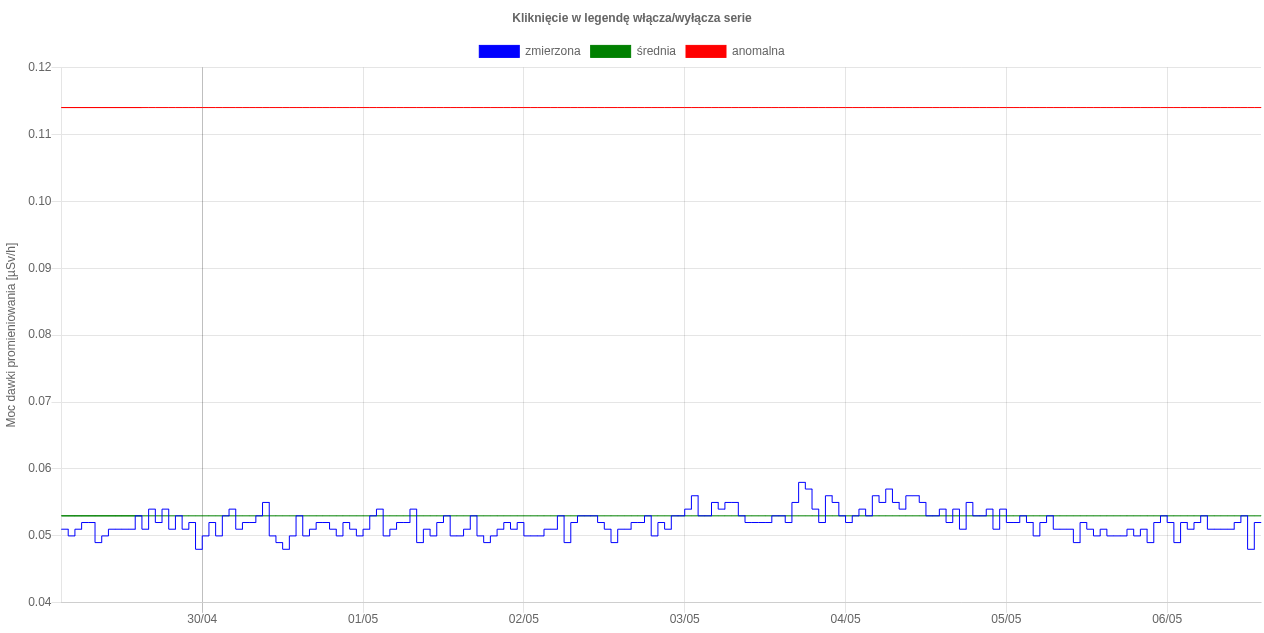 Kliknięcie w legendę włącza/wyłącza serie
zmierzona średnia anomalna
Moc dawki promieniowania [µSv/h]
0.12
0.11
0.10
0.09
0.08
0.07
0.06
0.05
0.04
30/04 01/05 02/05 03/05 04/05 05/05 06/05